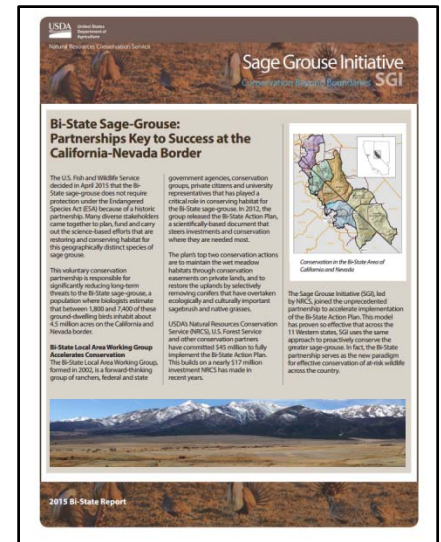 USDA
United States
Department of
Agriculture
Natural Resources Conservation Service
Sage Grouse Initiative
Conservation Beyond Boundaries SGI
Bi-State Sage-Grouse:
Partnerships Key to Success at the
California-Nevada Border
The U.S. Fish and Wildlife Service
decided in April 2015 that the Bi-
State sage-grouse does not require
protection under the Endangered
Species Act (ESA) because of a historic
partnership. Many diverse stakeholders
came together to plan, fund and carry
out the science-based efforts that are
restoring and conserving habitat for
this geographically distinct species of
sage grouse.
This voluntary conservation
partnership is responsible for
significantly reducing long-term
threats to the Bi-State sage-grouse, a
population where biologists estimate
that between 1,800 and 7,400 of these
ground-dwelling birds inhabit about
4.5 million acres on the California and
Nevada border.
Bi-State Local Area Working Group
Accelerates Conservation
The Bi-State Local Area Working Group,
formed in 2002, is a forward-thinking
group of ranchers, federal and state
government agencies, conservation
groups, private citizens and university
representatives that has played a
critical role in conserving habitat for
the Bi-State sage-grouse. In 2012, the
group released the Bi-State Action Plan,
a scientifically-based document that
steers investments and conservation
where they are needed most.
The plan's top two conservation actions
are to maintain the wet meadow
habitats through conservation
easements on private lands, and to
restore the uplands by selectively
removing conifers that have overtaken
ecologically and culturally important
sagebrush and native grasses.
USDA's Natural Resources Conservation
Service (NRCS), U.S. Forest Service
and other conservation partners
have committed $45 million to fully
implement the Bi-State Action Plan.
This builds on a nearly $17 million
investment NRCS has made in
recent years.
Conservation in the Bi-State Area of
California and Nevada
The Sage Grouse Initiative (SGI), led
by NRCS, joined the unprecedented
partnership to accelerate implementation
of the Bi-State Action Plan. This model
has proven so effective that across the
11 Western states, SGI uses the same
approach to proactively conserve the
greater sage-grouse. In fact, the Bi-State
partnership serves as the new paradigm
for effective conservation of at-risk wildlife
across the country.
2015 Bi-State Report